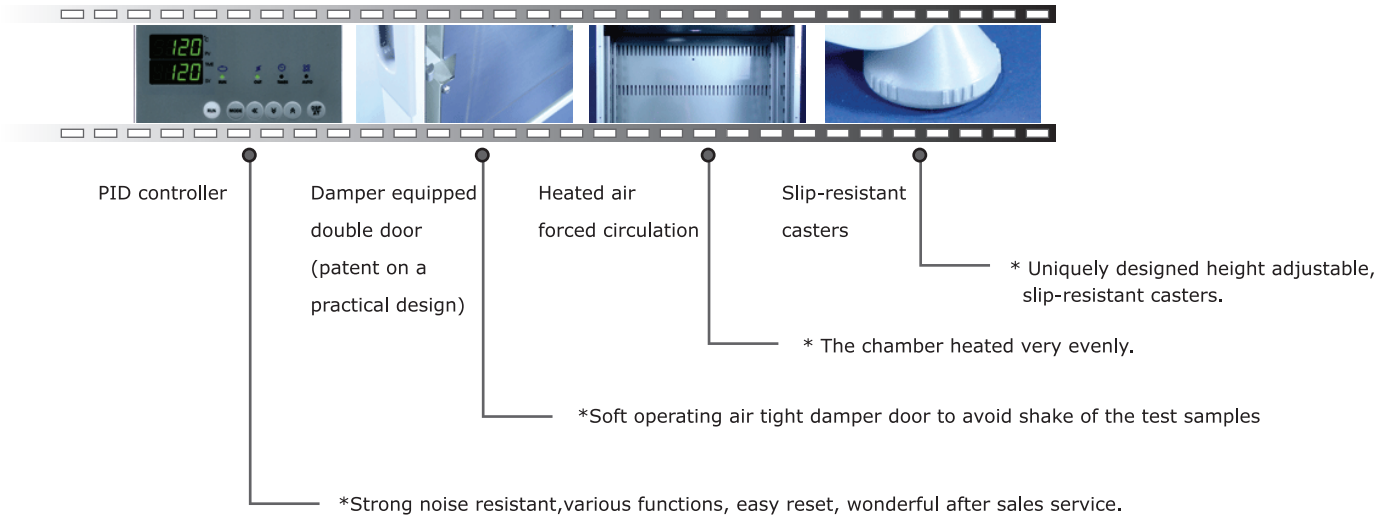 120
120
PID controller
Damper equipped
double door
(patent on a
practical design)
Heated air
forced circulation
Slip-resistant
casters
* Uniquely designed height adjustable,
slip-resistant casters.
* The chamber heated very evenly.
*Soft operating air tight damper door to avoid shake of the test samples
*Strong noise resistant,various functions, easy reset, wonderful after sales service.